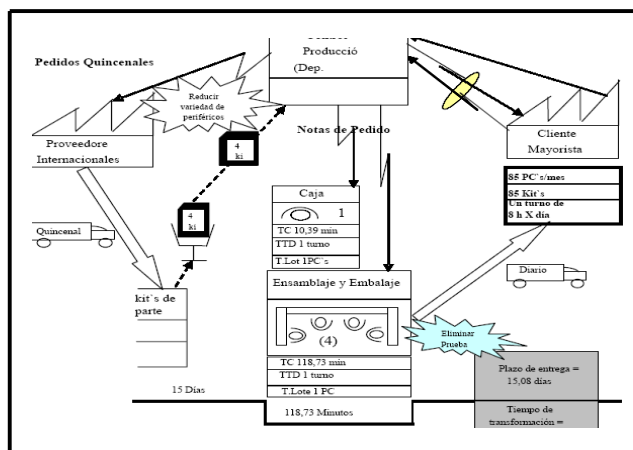 Producció
(Dep.
Pedidos Quincenales
Reducir
variedad de
periféricos
Notas de Pedido
Proveedore
Internacionales
Cliente
Mayorista
4
ki
4
ki
85 PC´s/mes
85 Kit´s
Un turno de
8 h X día
Caja
1
TC 10,39 min
TTD 1 turno
T.Lot 1PC´s
Quincenal
Diario
kit´s de
parte
Ensamblaje y Embalaje
(4)
Eliminar
Prueba
TC 118,73 min
TTD 1 turno
T.Lote 1 PC
Plazo de entrega =
15,08 días
15 Días
118,73 Minutos
Tiempo de
transformación =